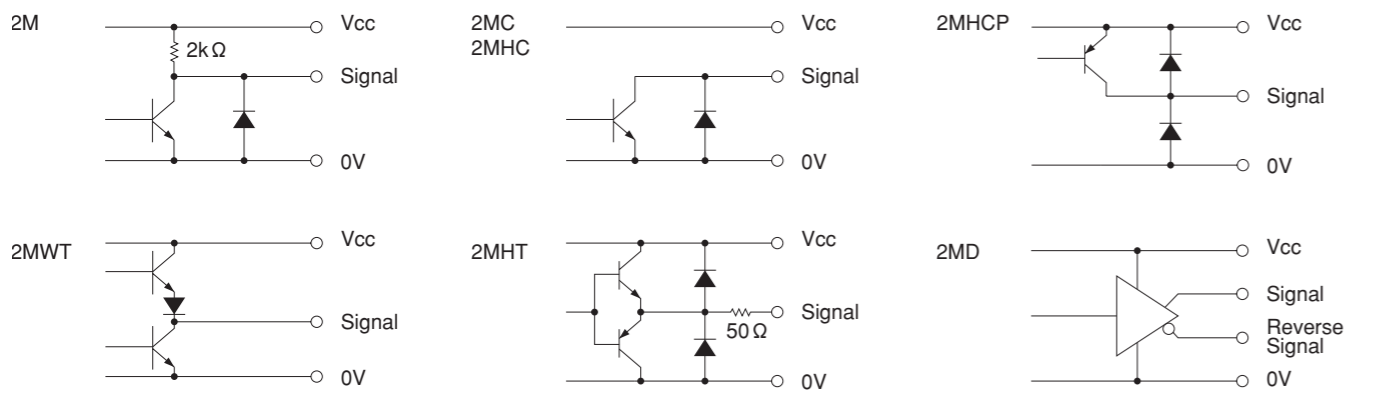 2M
Vcc
2kΩ
Signal
0V
2MC
2MHC
Vcc
Signal
0V
2MHCP
Vcc
Signal
0V
2MWT
Vcc
Signal
0V
2MHT
Vcc
Signal
50Ω
0V
2MD
Vcc
Signal
Reverse
Signal
0V